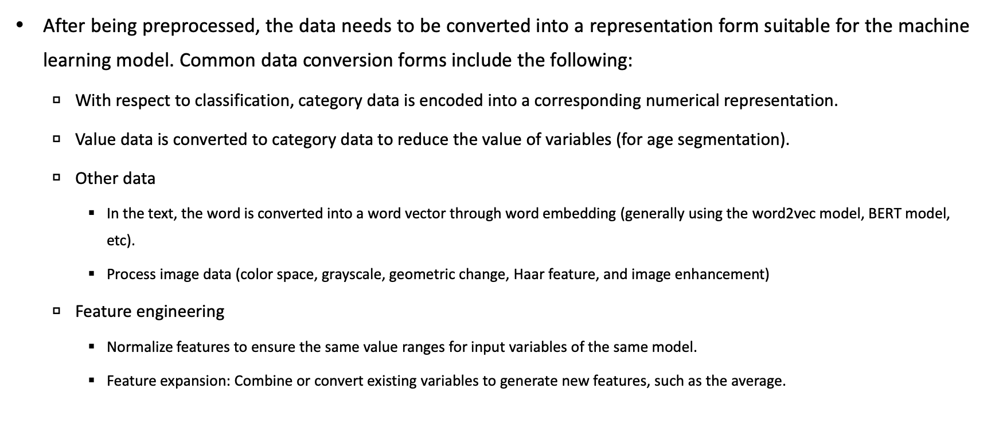 • After being preprocessed, the data needs to be converted into a representation form suitable for the machine
learning model. Common data conversion forms include the following:
▫ With respect to classification, category data is encoded into a corresponding numerical representation.
▫ Value data is converted to category data to reduce the value of variables (for age segmentation).
▫ Other data
▪ In the text, the word is converted into a word vector through word embedding (generally using the word2vec model, BERT model,
etc).
▪ Process image data (color space, grayscale, geometric change, Haar feature, and image enhancement)
▫ Feature engineering
▪ Normalize features to ensure the same value ranges for input variables of the same model.
▪ Feature expansion: Combine or convert existing variables to generate new features, such as the average.